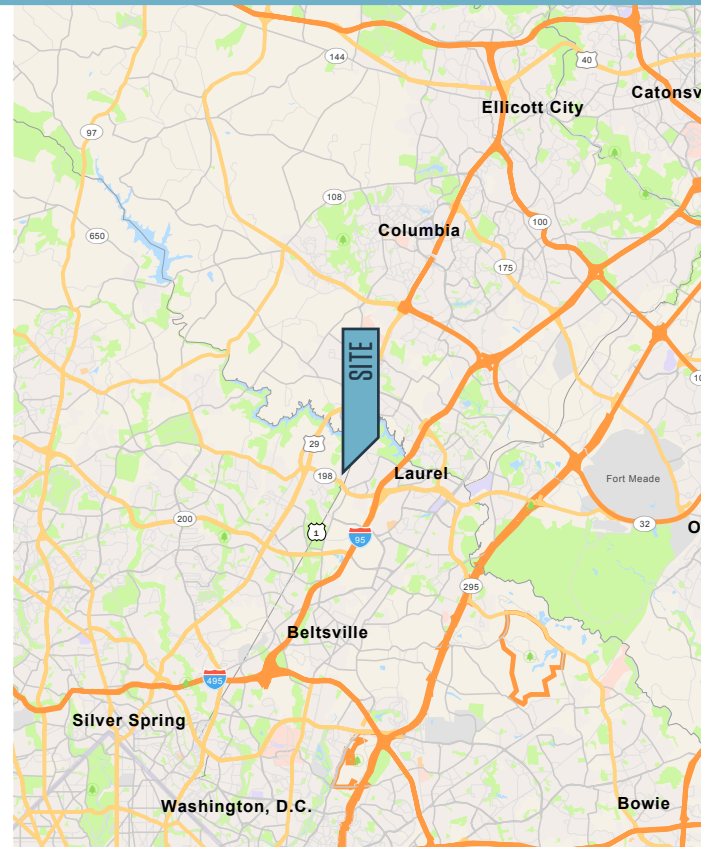 144
40
Catonsv
Ellicott City
97
108
650
Columbia
100
175
SITE
29
198
Laurel
Fort Meade
200
1
95
32
O
295
10
Beltsville
495
Silver Spring
Washington, D.C.
Bowie